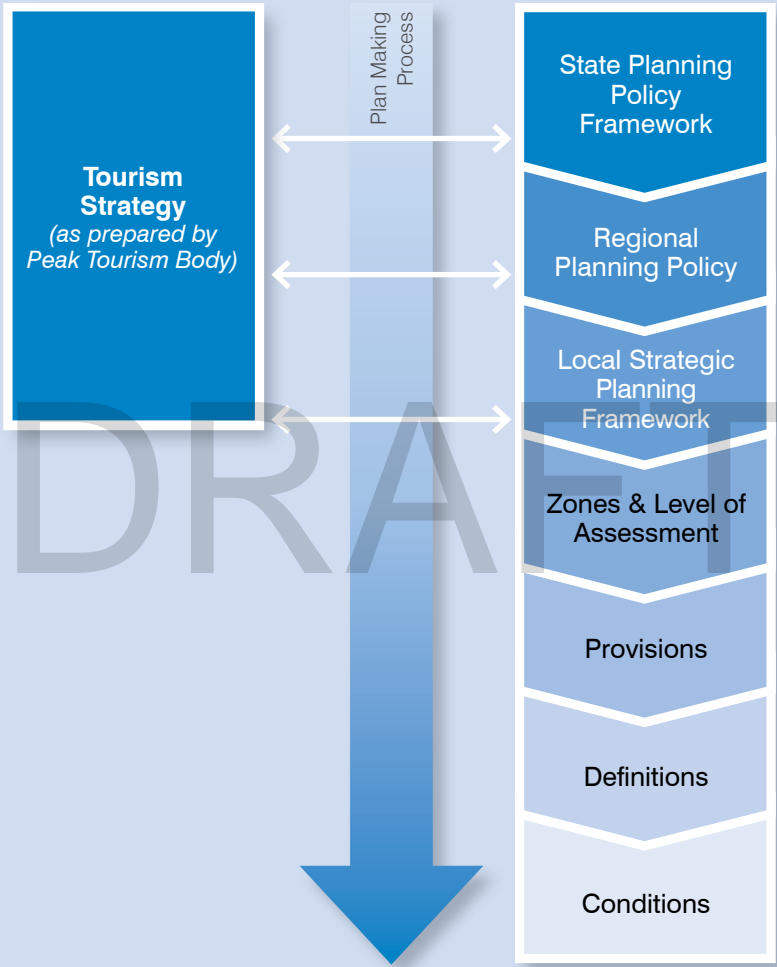 Tourism
Strategy
(as prepared by
Peak Tourism Body)
Plan Making
Process
State Planning
Policy
Framework
Regional
Planning Policy
Local Strategic
Planning
Framework
Zones & Level of
Assessment
Provisions
Definitions
Conditions
DRAFT